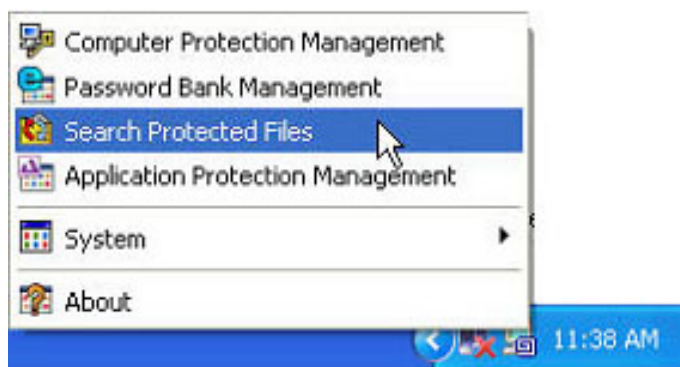 Computer Protection Management
Password Bank Management
Search Protected Files
Application Protection Management
System
About
11:38 AM